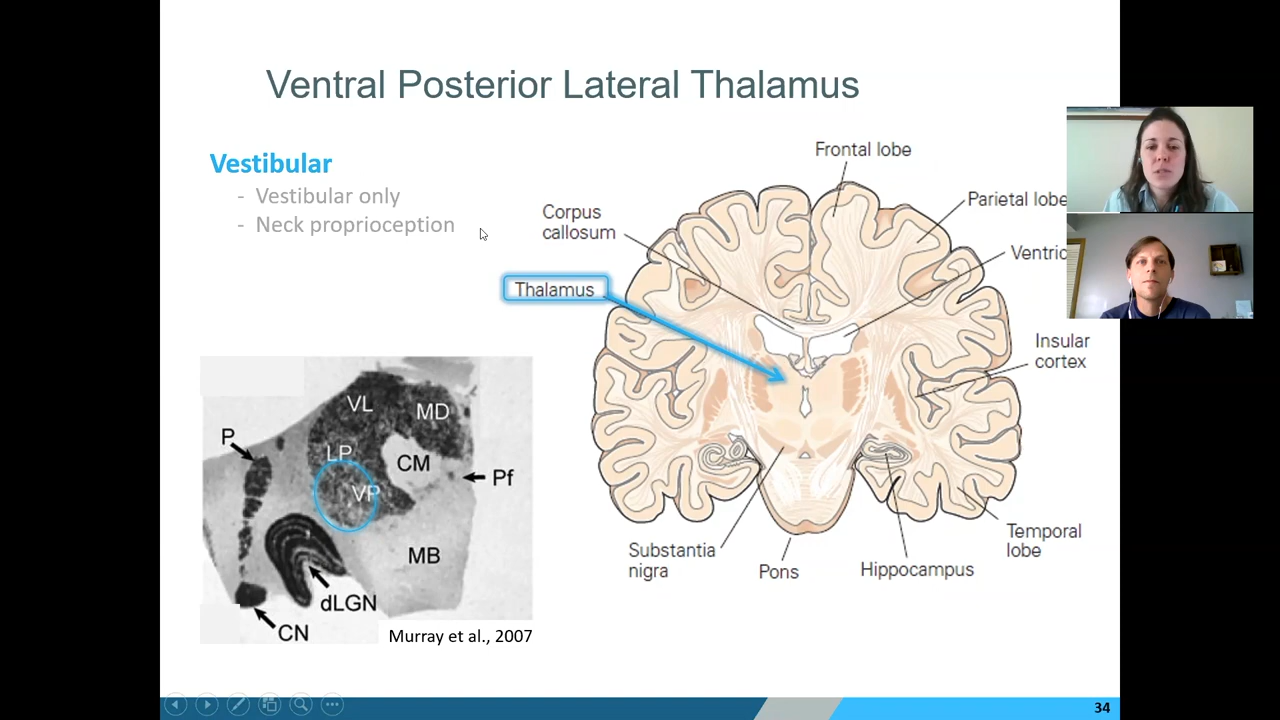 Ventral Posterior Lateral Thalamus
Vestibular
- Vestibular only
- Neck proprioception
Frontal lobe
Parietal lobe
Corpus
callosum
Thalamus
Insular
cortex
Temporal
lobe
Hippocampus
Pons
Substantia
nigra
VL
MD
P
LP
CM
VP
Pf
MB
dLGN
CN
Murray et al., 2007
34